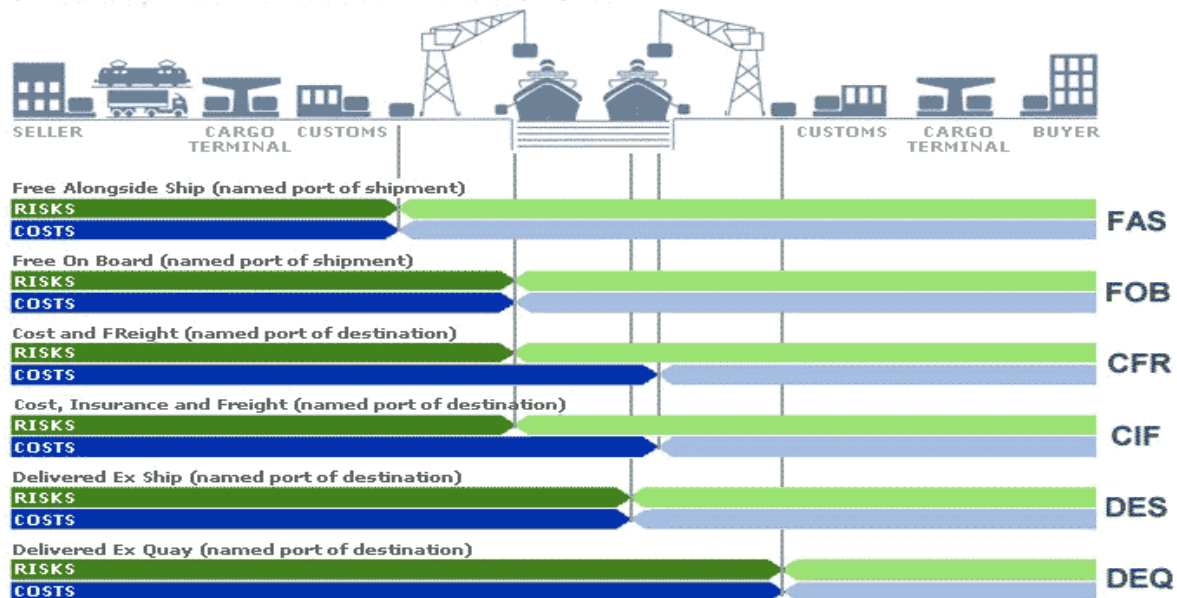 SELLER CARGO TERMINAL CUSTOMS CUSTOMS CARGO TERMINAL BUYER
Free Alongside Ship (named port of shipment)
RISKS
COSTS
FAS
Free On Board (named port of shipment)
RISKS
COSTS
FOB
Cost and FReight (named port of destination)
RISKS
COSTS
CFR
Cost, Insurance and Freight (named port of destination)
RISKS
COSTS
CIF
Delivered Ex Ship (named port of destination)
RISKS
COSTS
DES
Delivered Ex Quay (named port of destination)
RISKS
COSTS
DEQ